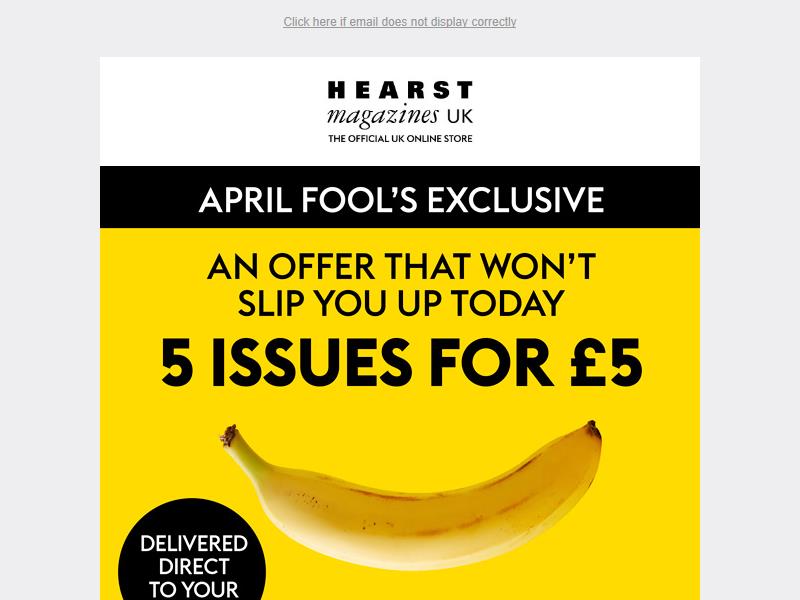 Click here if email does not display correctly
HEARST
magazines UK
THE OFFICIAL UK ONLINE STORE
APRIL FOOL'S EXCLUSIVE
AN OFFER THAT WON'T
SLIP YOU UP TODAY
5 ISSUES FOR £5
DELIVERED
DIRECT
TO YOUR